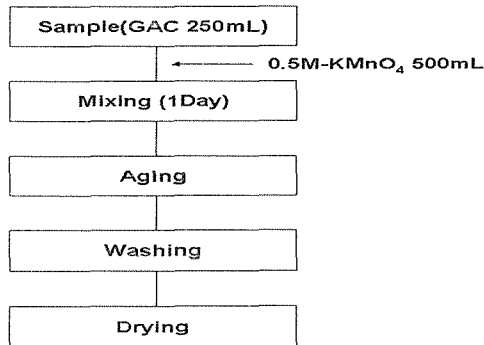 Sample(GAC 250mL)
0.5M-KMnO₄ 500mL
Mixing (1Day)
Aging
Washing
Drying